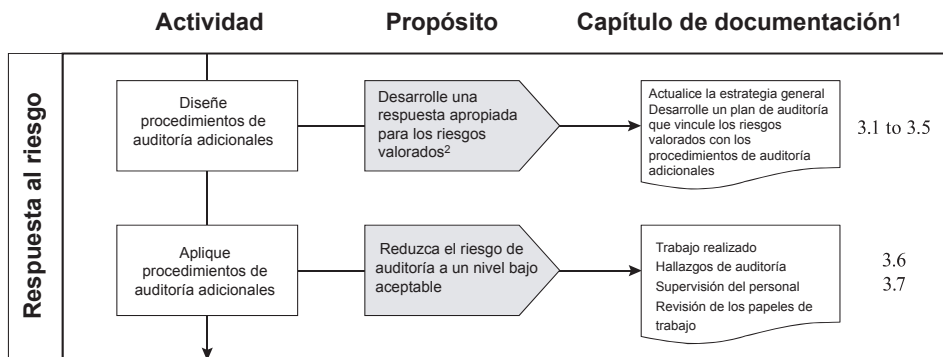 Actividad
Propósito
Capítulo de documentación¹
Respuesta al riesgo
Diseñe
procedimientos de
auditoría adicionales
Desarrolle una
respuesta apropiada
para los riesgos
valorados²
Actualice la estrategia general
Desarrolle un plan de auditoría
que vincule los riesgos
valorados con los
procedimientos de auditoría
adicionales
3.1 to 3.5
Aplique
procedimientos de
auditoría adicionales
Reduzca el riesgo de
auditoría a un nivel bajo
aceptable
Trabajo realizado
Hallazgos de auditoría
Supervisión del personal
Revisión de los papeles de
trabajo
3.6
3.7